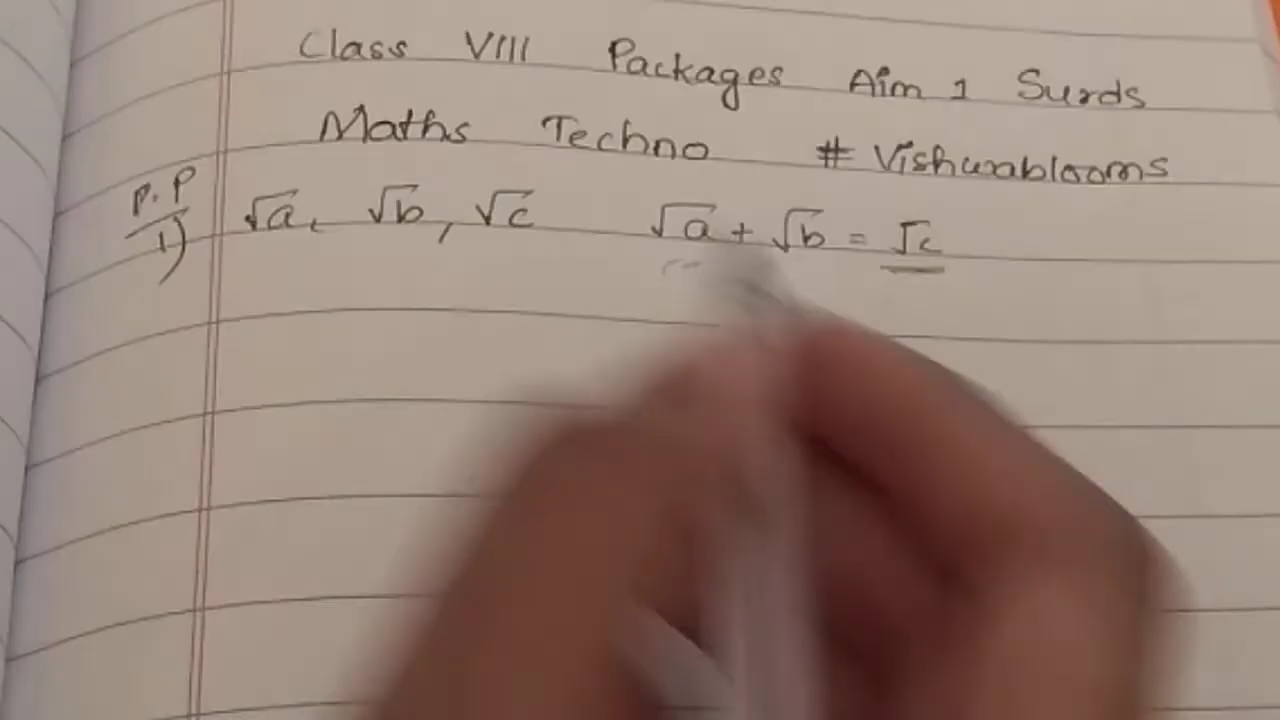 Class VIII Packages Aim 1 Surds
Maths Techno # Vishwablooms
P.P
1) √a, √b, √c √a + √b = √c